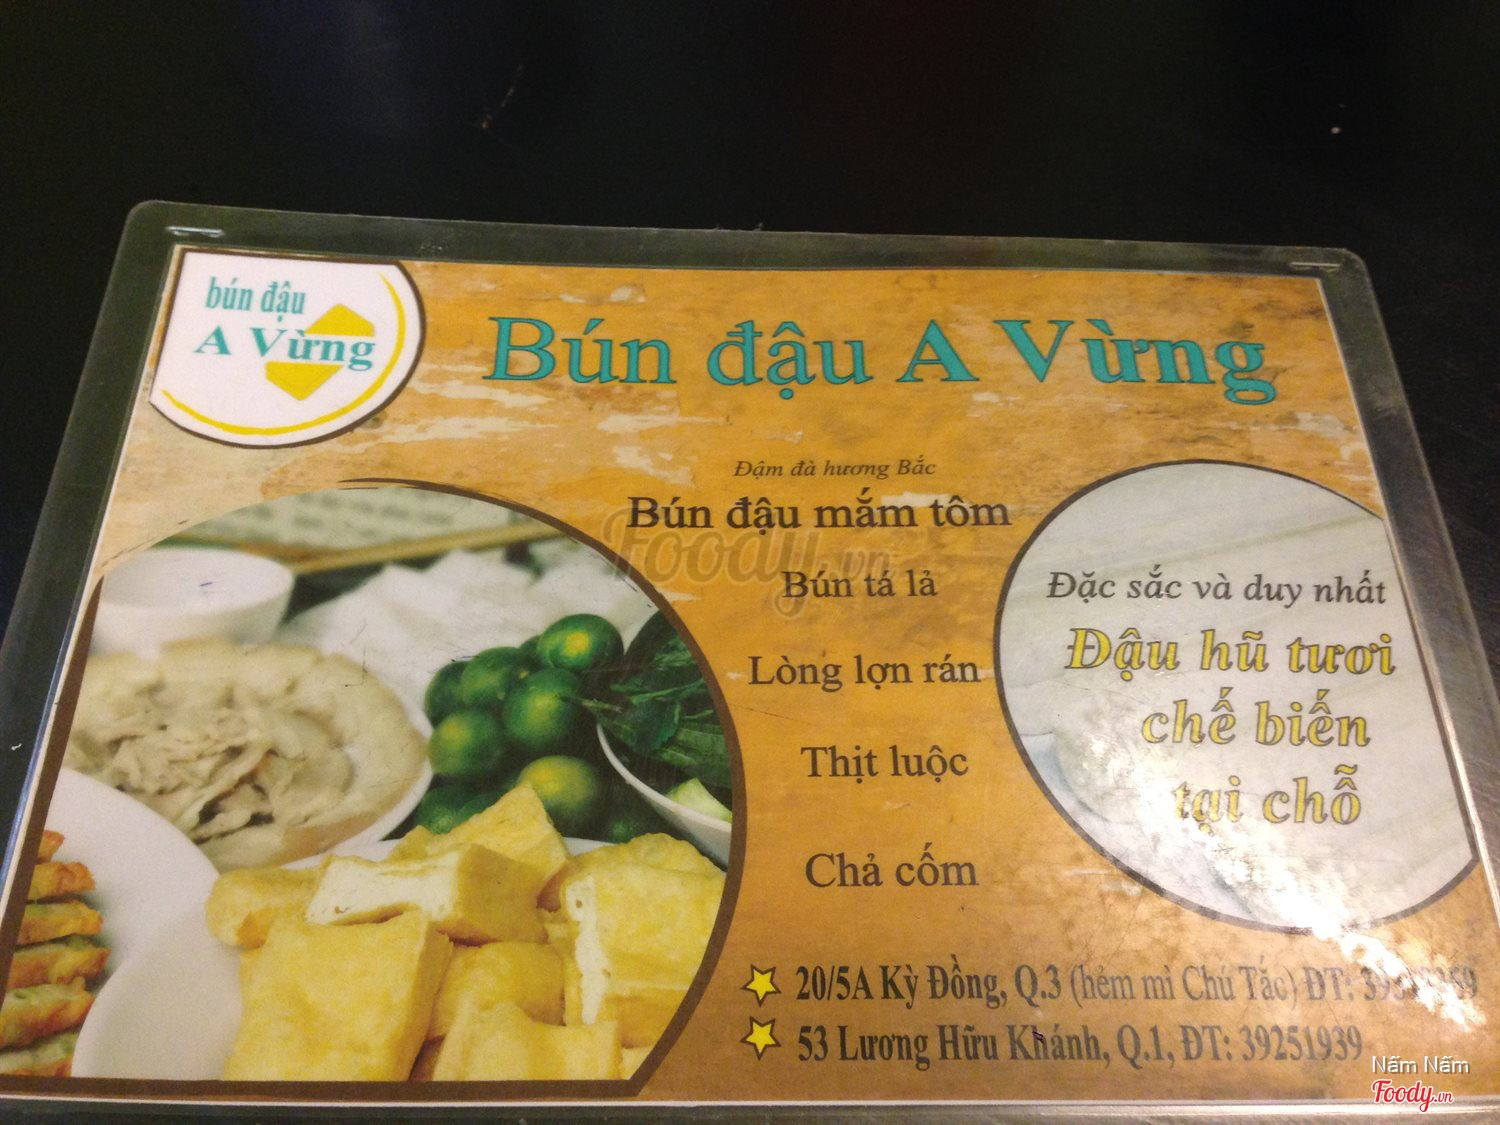 bún đậu
A Vừng
Bún đậu A Vừng
Đậm đà hương Bắc
Bún đậu mắm tôm
Bún tá lả
Lòng lợn rán
Thịt luộc
Chả cốm
Đặc sắc và duy nhất
Đậu hũ tươi
chế biến
tại chỗ
20/5A Kỳ Đồng, Q.3 (hẻm mì Chú Tắc) ĐT:
53 Lương Hữu Khánh, Q.1, ĐT: 39251939
Foody.vn
Nấm Nấm
Foody.vn